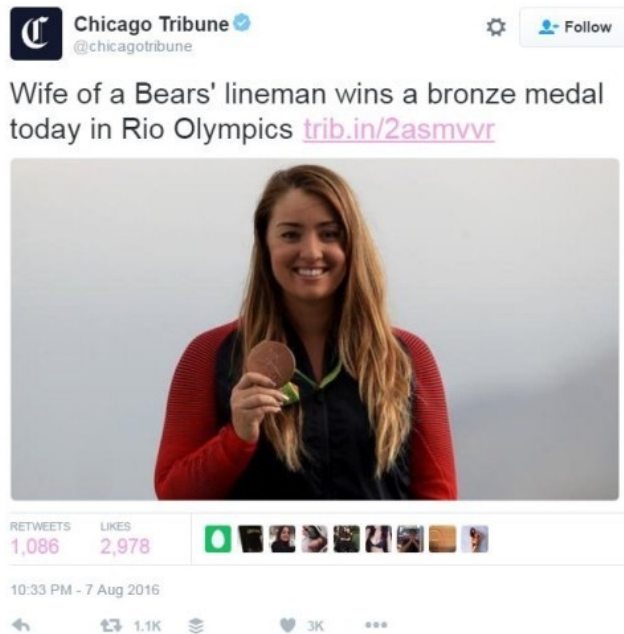 Chicago Tribune
@chicagotribune
Follow
Wife of a Bears' lineman wins a bronze medal
today in Rio Olympics trib.in/2asmvvr
RETWEETS LIKES
1,086 2,978
10:33 PM - 7 Aug 2016
1.1K 3K